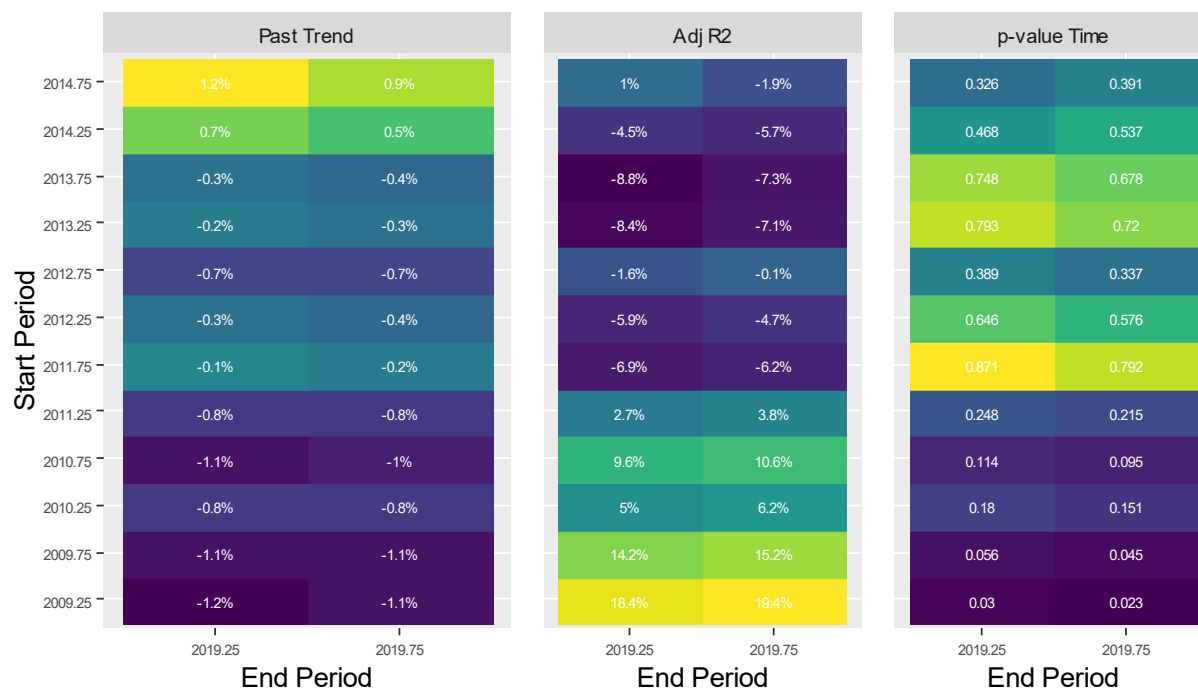 Past Trend Adj R2 p-value Time
2014.75 1.2% 0.9% 1% -1.9% 0.326 0.391
2014.25 0.7% 0.5% -4.5% -5.7% 0.468 0.537
2013.75 -0.3% -0.4% -8.8% -7.3% 0.748 0.678
2013.25 -0.2% -0.3% -8.4% -7.1% 0.793 0.72
2012.75 -0.7% -0.7% -1.6% -0.1% 0.389 0.337
2012.25 -0.3% -0.4% -5.9% -4.7% 0.646 0.576
2011.75 -0.1% -0.2% -6.9% -6.2% 0.871 0.792
2011.25 -0.8% -0.8% 2.7% 3.8% 0.248 0.215
2010.75 -1.1% -1% 9.6% 10.6% 0.114 0.095
2010.25 -0.8% -0.8% 5% 6.2% 0.18 0.151
2009.75 -1.1% -1.1% 14.2% 15.2% 0.056 0.045
2009.25 -1.2% -1.1% 18.4% 19.4% 0.03 0.023
Start Period
2019.25 2019.75 2019.25 2019.75 2019.25 2019.75
End Period End Period End Period